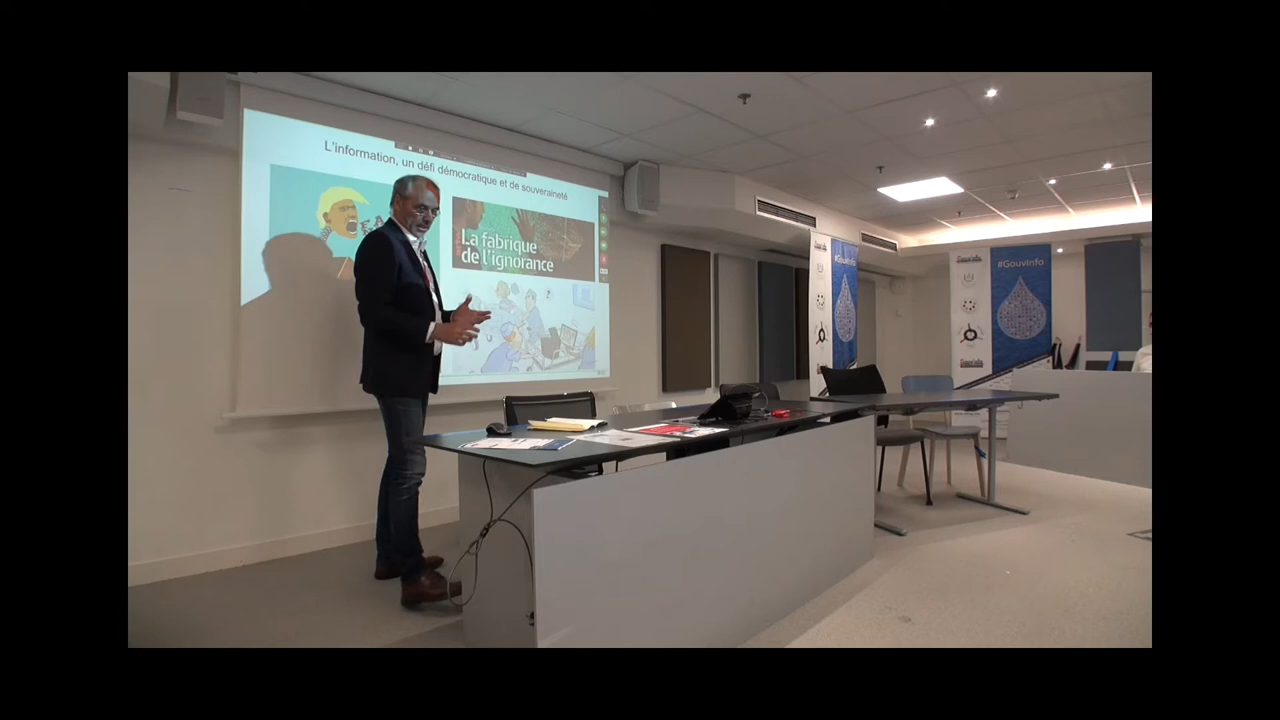 L'information, un défi démocratique et de souveraineté
La fabrique
de l'ignorance
#GouvInfo
#GouvInfo